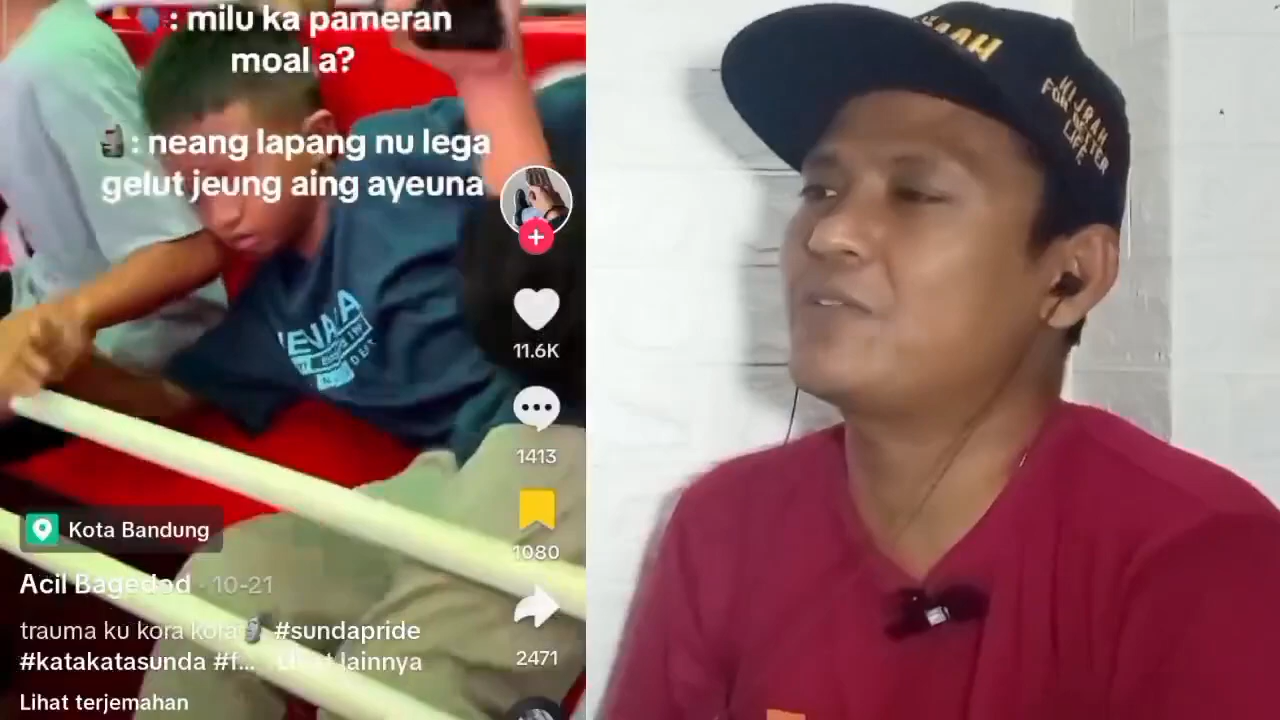 : milu ka pameran
moal a?
: neang lapang nu lega
gelut jeung aing ayeuna
11.6K
1413
1080
2471
Kota Bandung
Acil Bagedod · 10-21
trauma ku kora kora #sundapride
#katakatasunda #f... Lihat lainnya
Lihat terjemahan
HIJRAH
FOR BETTER
LIFE